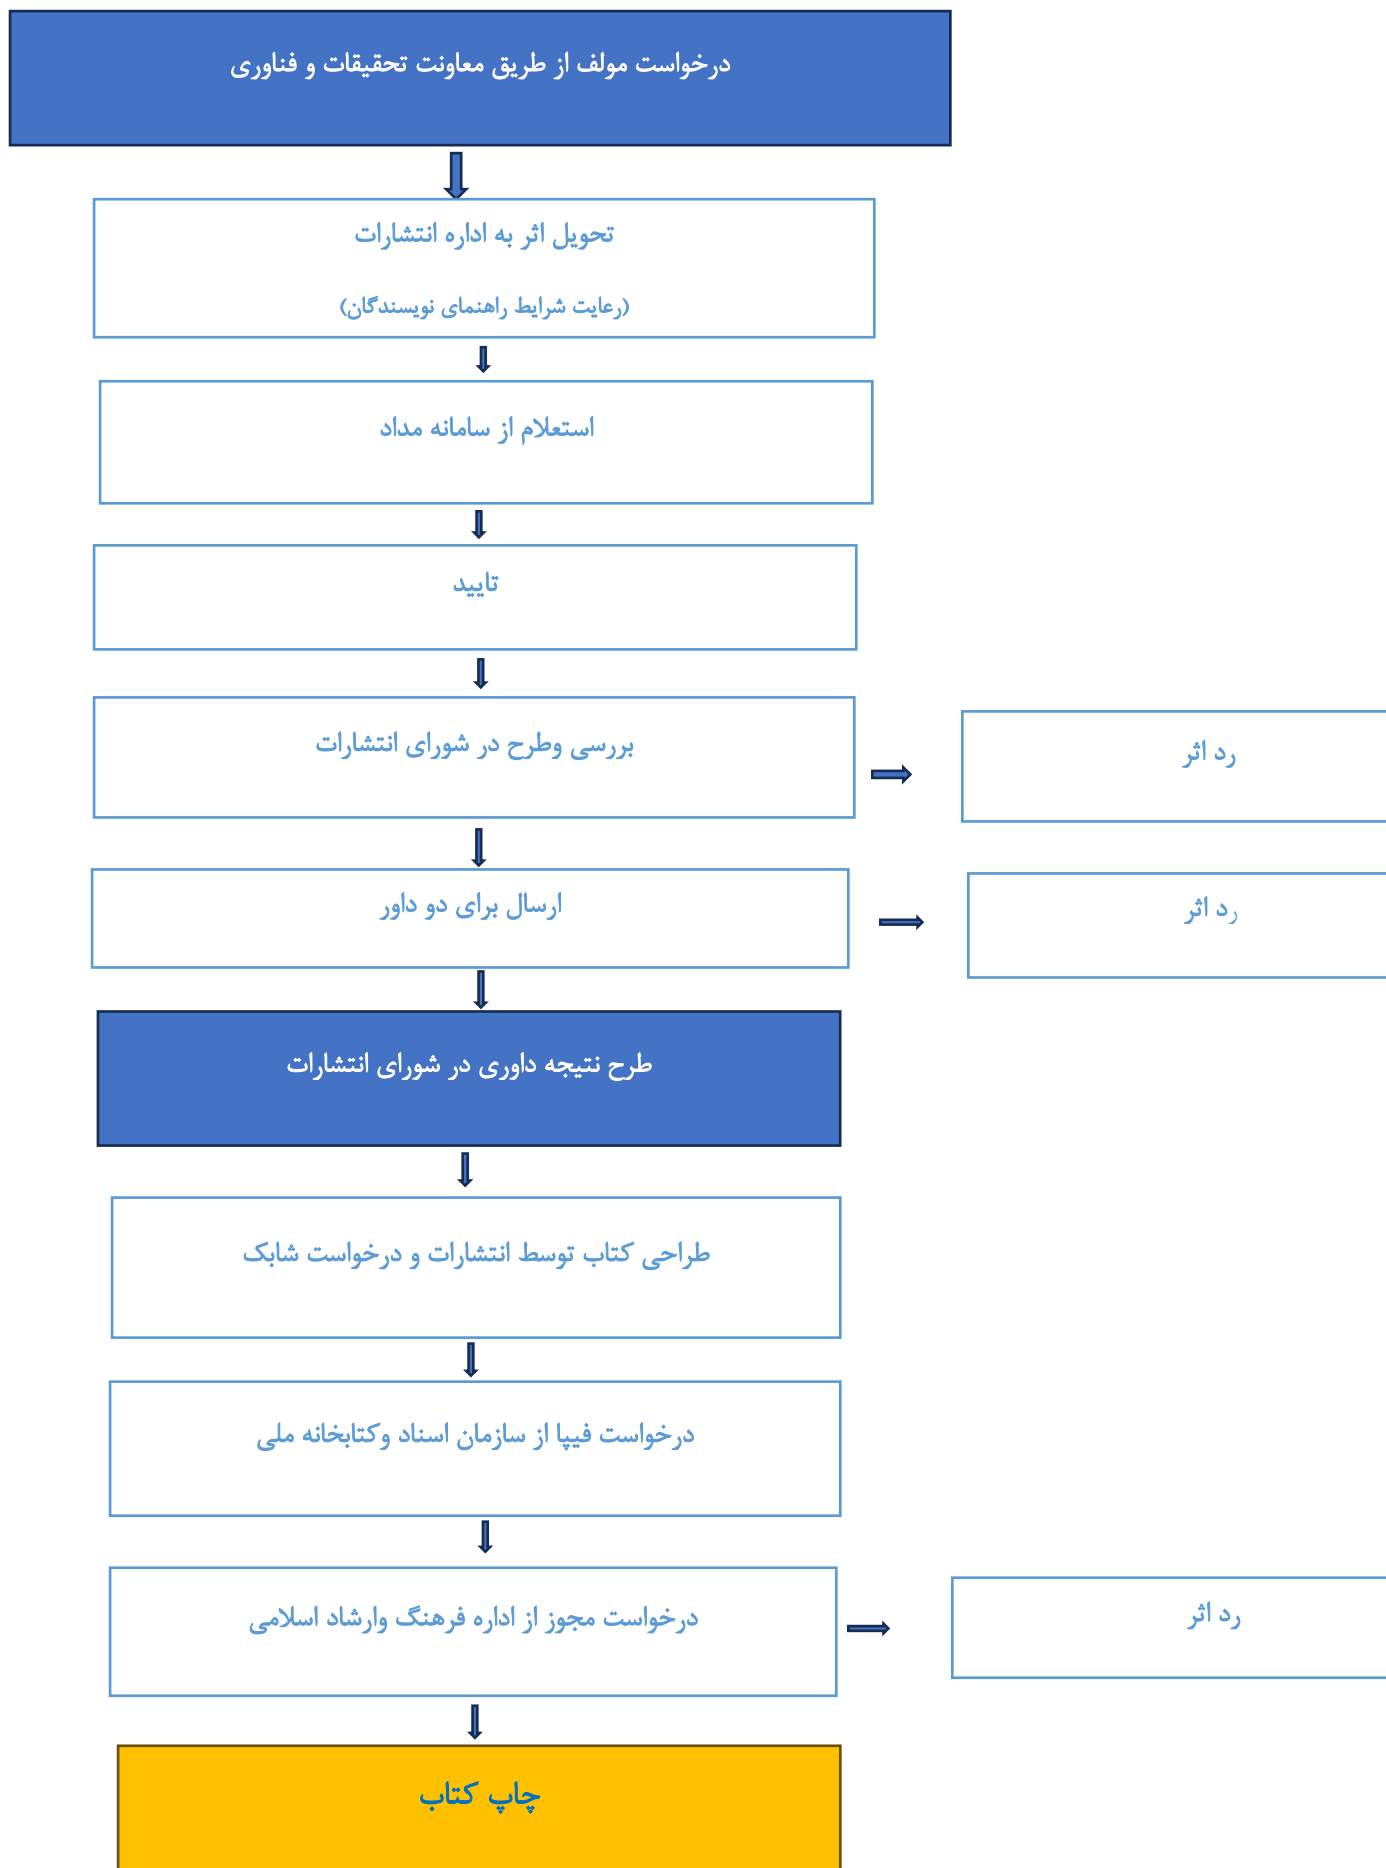 درخواست مولف از طریق معاونت تحقیقات و فناوری
تحویل اثر به اداره انتشارات
(رعایت شرایط راهنمای نویسندگان)
استعلام از سامانه مداد
تایید
بررسی وطرح در شورای انتشارات
رد اثر
ارسال برای دو داور
رد اثر
طرح نتیجه داوری در شورای انتشارات
طراحی کتاب توسط انتشارات و درخواست شابک
درخواست فیپا از سازمان اسناد وکتابخانه ملی
درخواست مجوز از اداره فرهنگ وارشاد اسلامی
رد اثر
چاپ کتاب